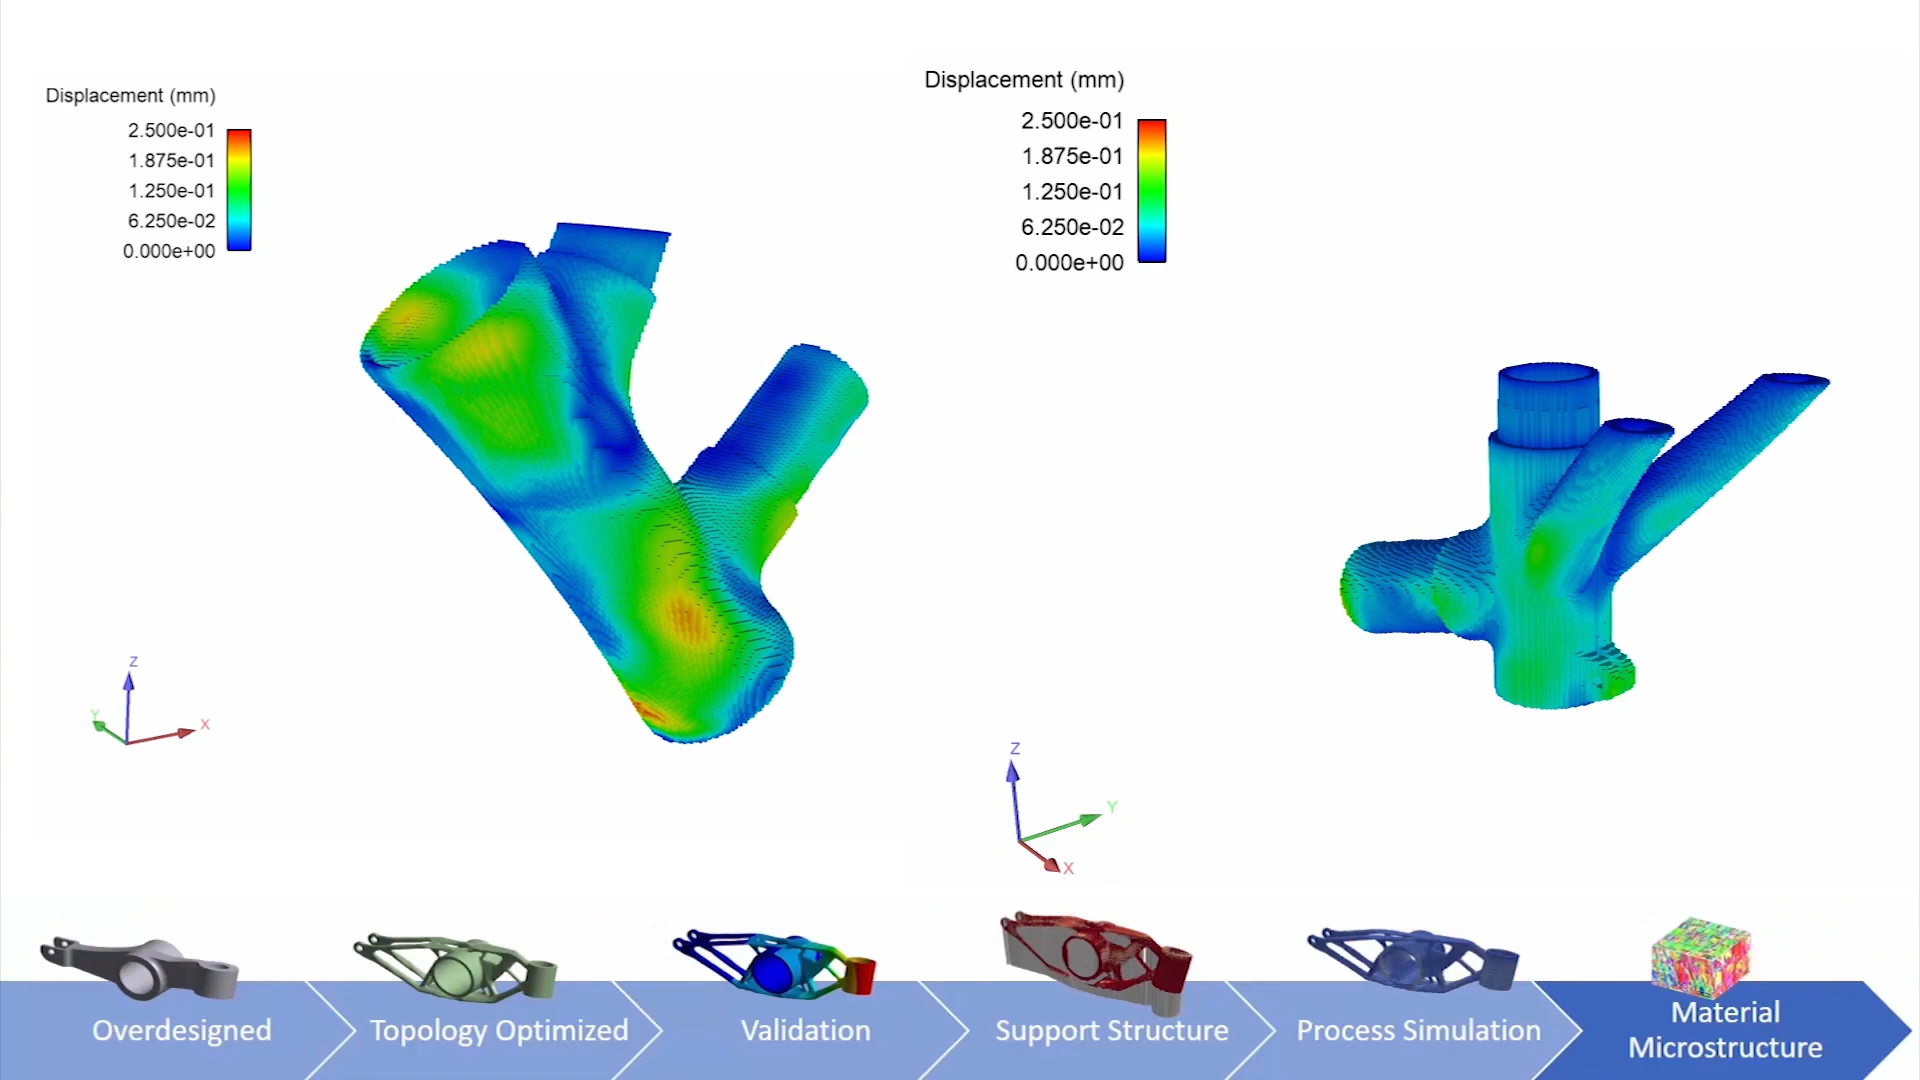 Displacement (mm)
2.500e-01
1.875e-01
1.250e-01
6.250e-02
0.000e+00
Z
Y
X
Displacement (mm)
2.500e-01
1.875e-01
1.250e-01
6.250e-02
0.000e+00
Z
Y
X
Overdesigned
Topology Optimized
Validation
Support Structure
Process Simulation
Material
Microstructure